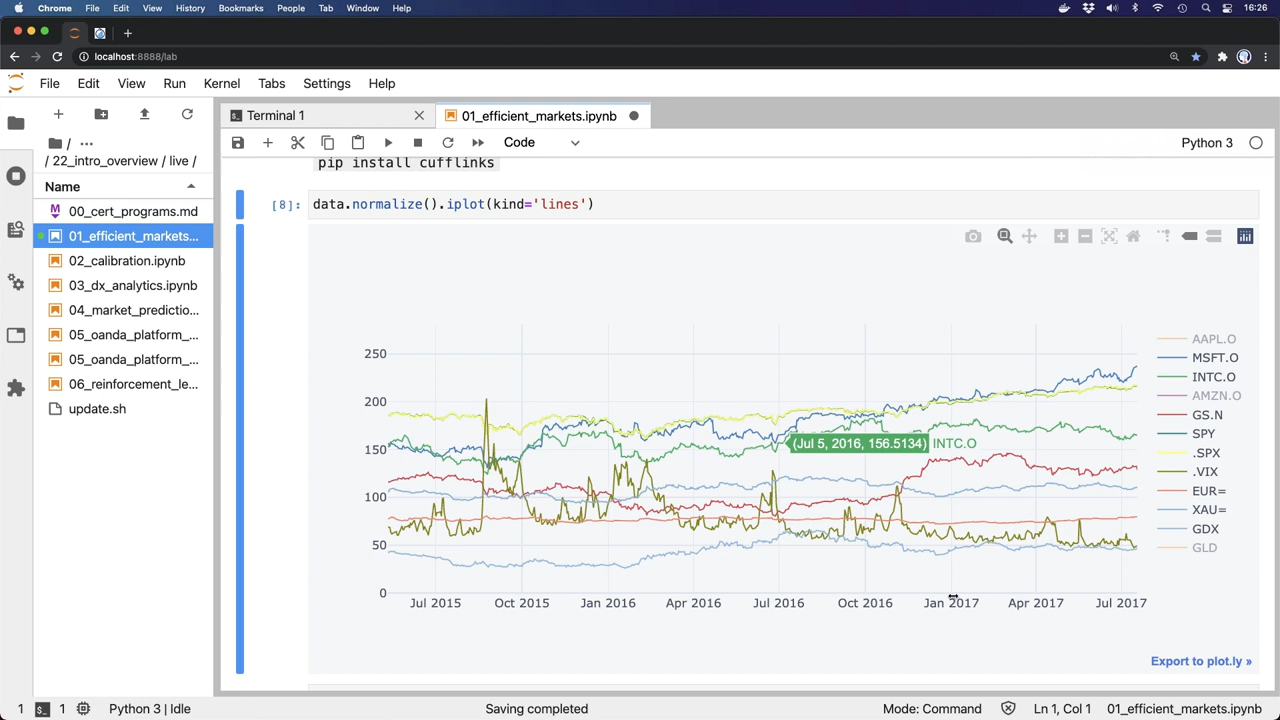 Chrome File Edit View History Bookmarks People Tab Window Help 16:26
localhost:8888/lab
File Edit View Run Kernel Tabs Settings Help
Terminal 1
01_efficient_markets.ipynb
Code
Python 3
/ ...
/ 22_intro_overview / live /
Name
00_cert_programs.md
01_efficient_markets...
02_calibration.ipynb
03_dx_analytics.ipynb
04_market_predictio...
05_oanda_platform_...
05_oanda_platform_...
06_reinforcement_le...
update.sh
pip install cufflinks
[8]: data.normalize().iplot(kind='lines')
250
200
150
100
50
0
Jul 2015 Oct 2015 Jan 2016 Apr 2016 Jul 2016 Oct 2016 Jan 2017 Apr 2017 Jul 2017
(Jul 5, 2016, 156.5134) INTC.O
AAPL.O
MSFT.O
INTC.O
AMZN.O
GS.N
SPY
.SPX
.VIX
EUR=
XAU=
GDX
GLD
Export to plot.ly »
1 $_ 1 Python 3 | Idle Saving completed Mode: Command Ln 1, Col 1 01_efficient_markets.ipynb